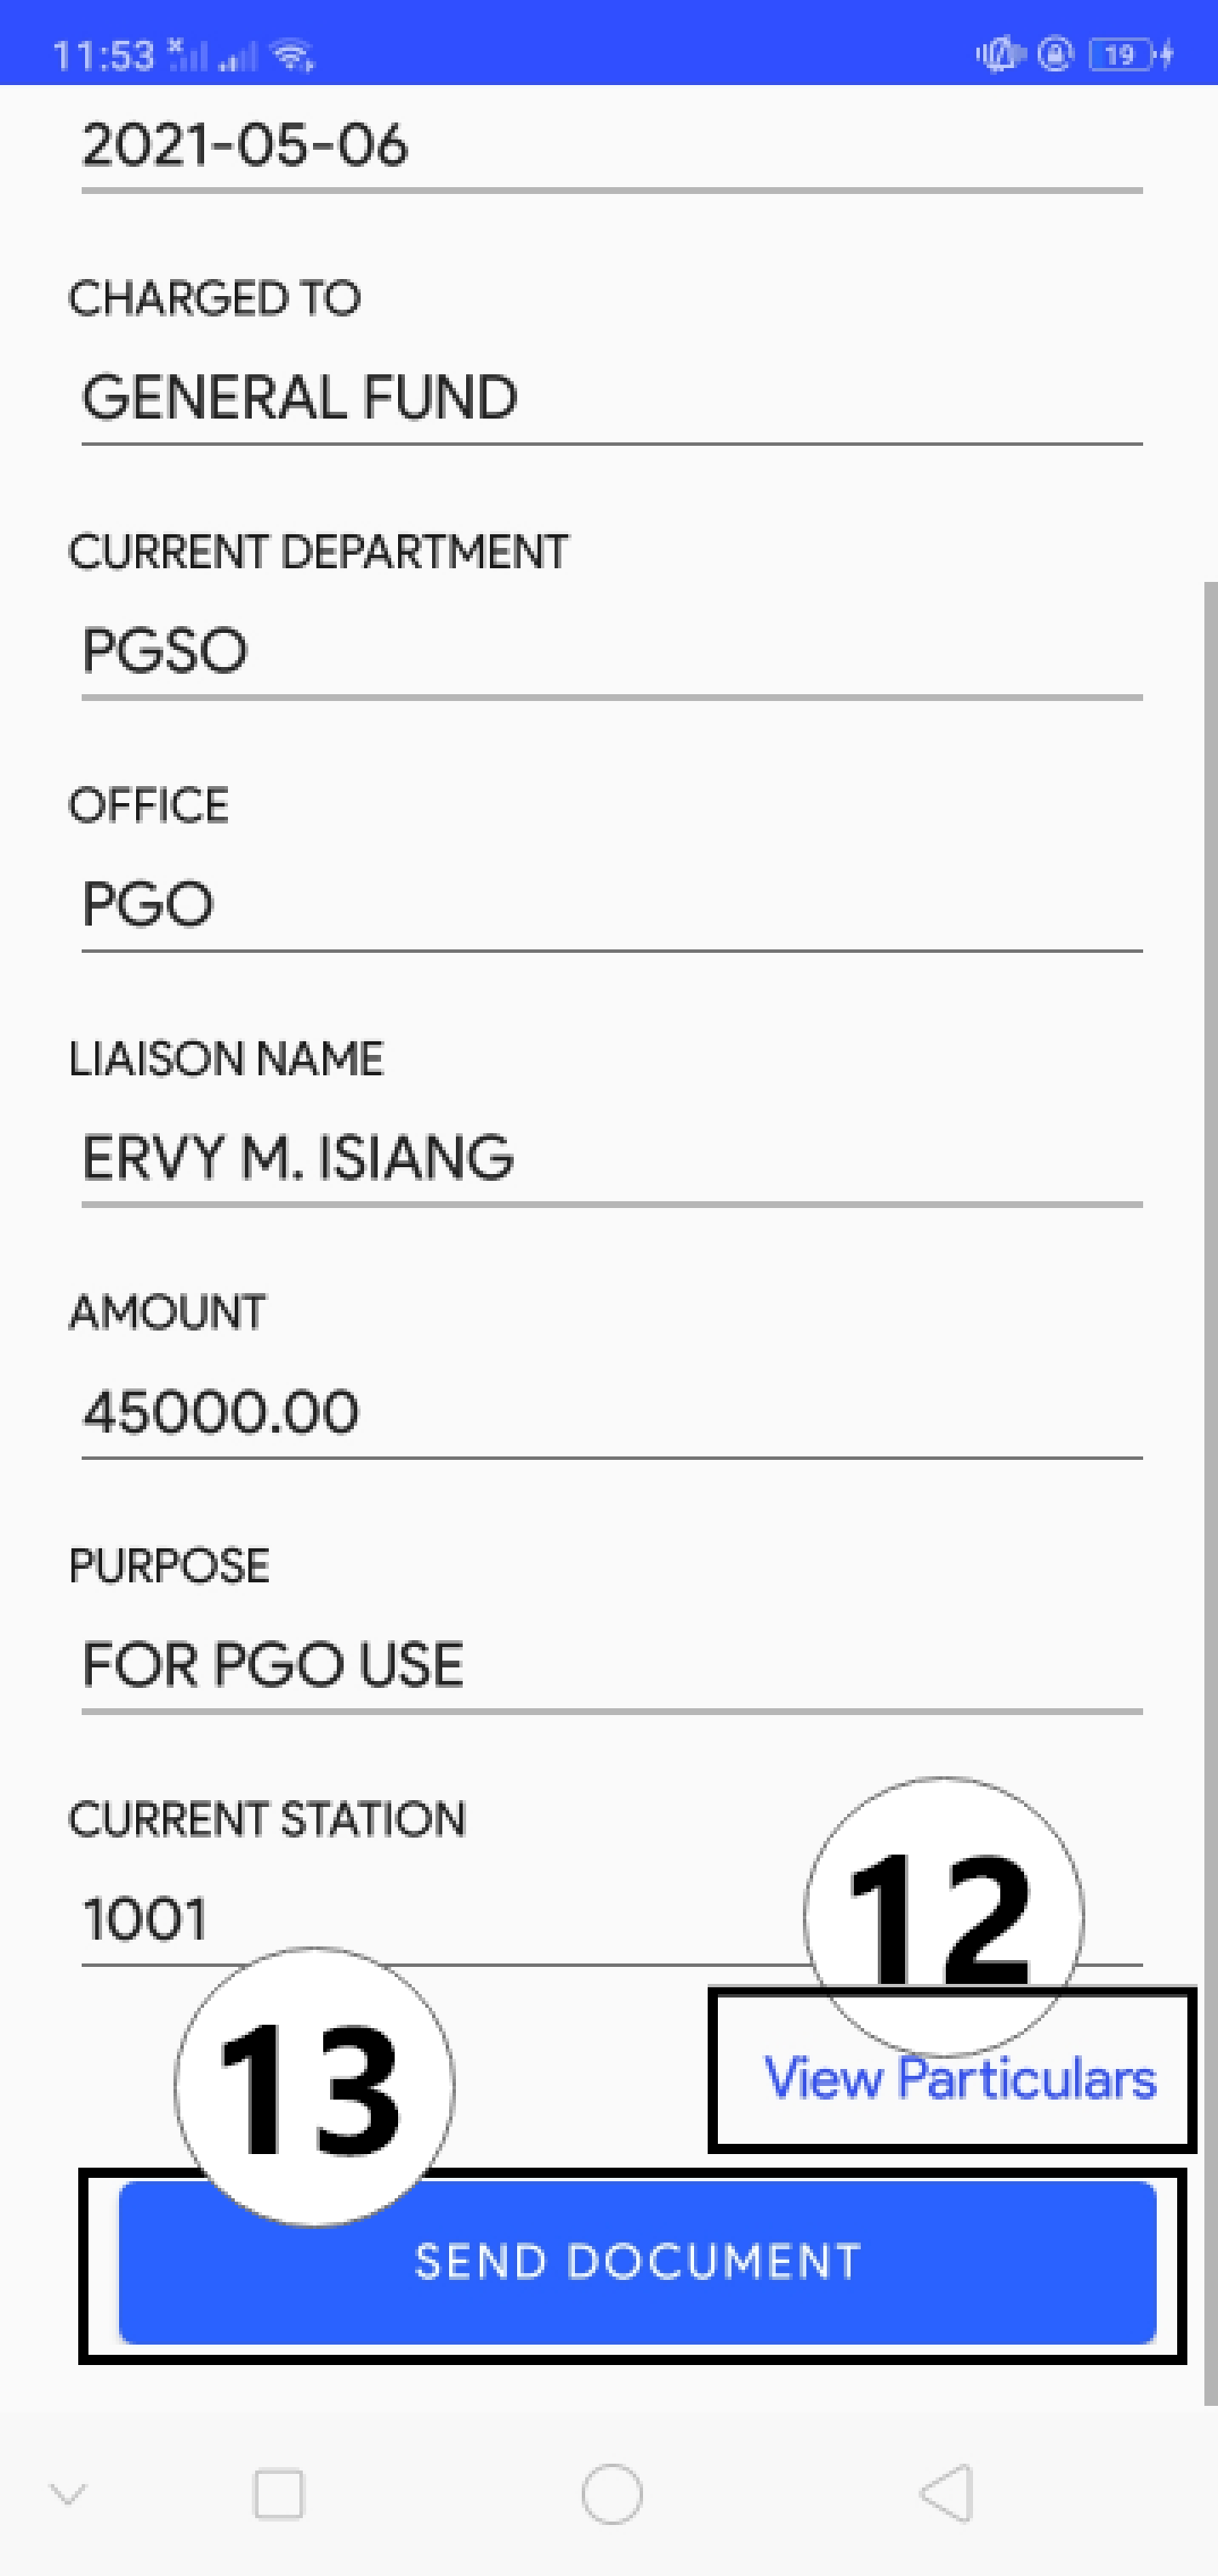 11:53 19
2021-05-06
CHARGED TO
GENERAL FUND
CURRENT DEPARTMENT
PGSO
OFFICE
PGO
LIAISON NAME
ERVY M. ISIANG
AMOUNT
45000.00
PURPOSE
FOR PGO USE
CURRENT STATION
1001
12
View Particulars
13
SEND DOCUMENT